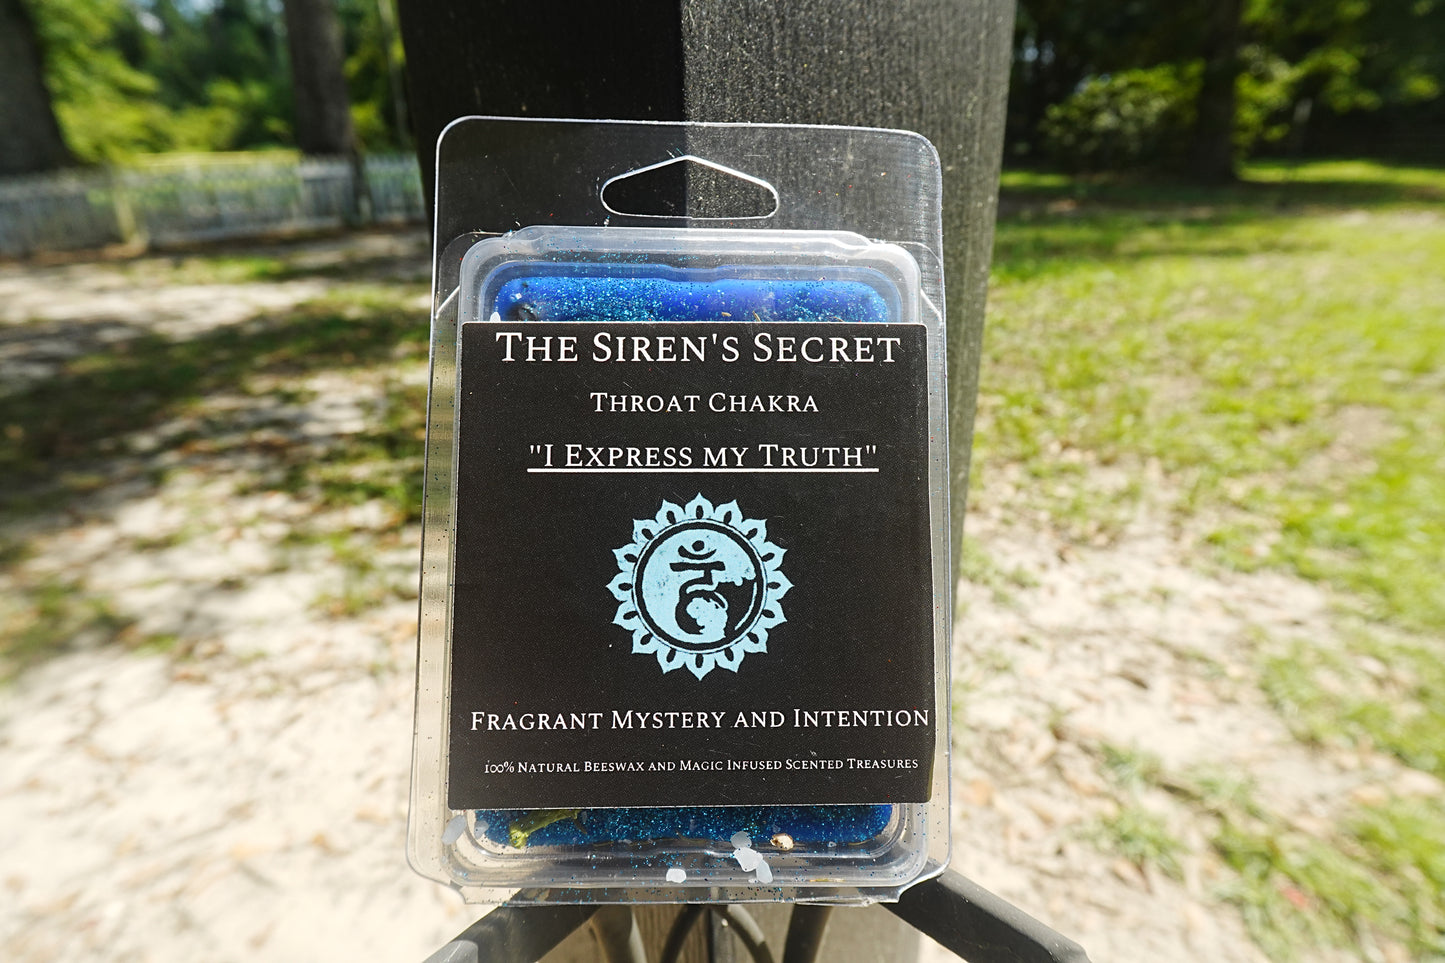 The Siren's Secret
Throat Chakra
"I Express my Truth"
हं
Fragrant Mystery and Intention
100% Natural Beeswax and Magic Infused Scented Treasures